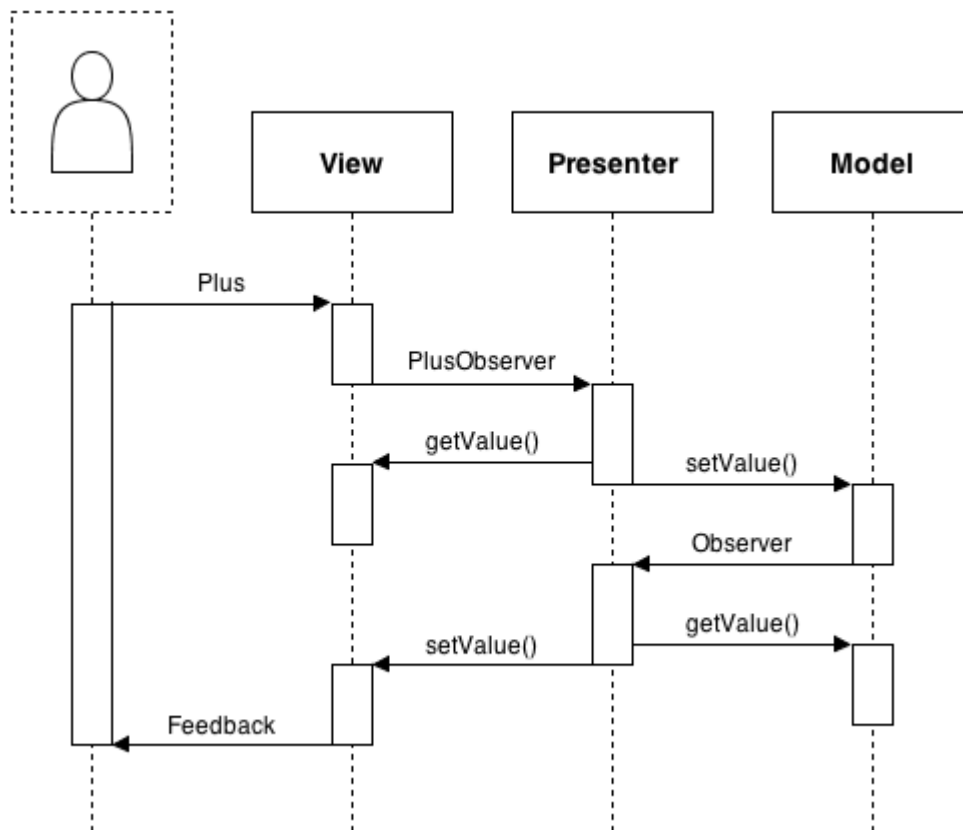 View
Presenter
Model
Plus
PlusObserver
getValue()
setValue()
Observer
getValue()
setValue()
Feedback